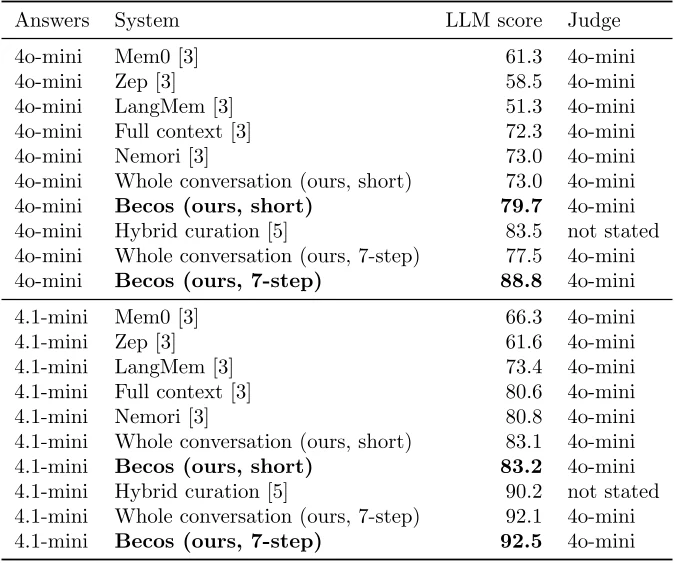 Answers System LLM score Judge
4o-mini Mem0 [3] 61.3 4o-mini
4o-mini Zep [3] 58.5 4o-mini
4o-mini LangMem [3] 51.3 4o-mini
4o-mini Full context [3] 72.3 4o-mini
4o-mini Nemori [3] 73.0 4o-mini
4o-mini Whole conversation (ours, short) 73.0 4o-mini
4o-mini Becos (ours, short) 79.7 4o-mini
4o-mini Hybrid curation [5] 83.5 not stated
4o-mini Whole conversation (ours, 7-step) 77.5 4o-mini
4o-mini Becos (ours, 7-step) 88.8 4o-mini
4.1-mini Mem0 [3] 66.3 4o-mini
4.1-mini Zep [3] 61.6 4o-mini
4.1-mini LangMem [3] 73.4 4o-mini
4.1-mini Full context [3] 80.6 4o-mini
4.1-mini Nemori [3] 80.8 4o-mini
4.1-mini Whole conversation (ours, short) 83.1 4o-mini
4.1-mini Becos (ours, short) 83.2 4o-mini
4.1-mini Hybrid curation [5] 90.2 not stated
4.1-mini Whole conversation (ours, 7-step) 92.1 4o-mini
4.1-mini Becos (ours, 7-step) 92.5 4o-mini